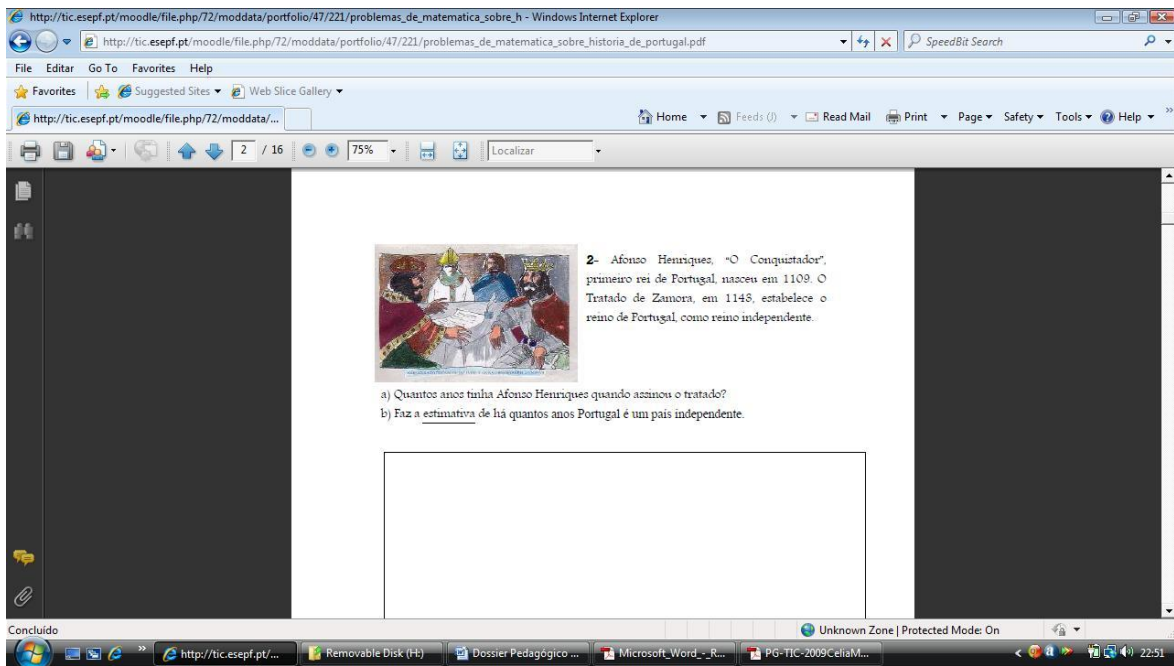 http://tic.esepf.pt/moodle/file.php/72/moddata/portfolio/47/221/problemas_de_matematica_sobre_h - Windows Internet Explorer
http://tic.esepf.pt/moodle/file.php/72/moddata/portfolio/47/221/problemas_de_matematica_sobre_historia_de_portugal.pdf
SpeedBit Search
File Editar Go To Favorites Help
Favorites Suggested Sites Web Slice Gallery
http://tic.esepf.pt/moodle/file.php/72/moddata/...
Home Feeds (J) Read Mail Print Page Safety Tools Help
2 / 16 75% Localizar
2- Afonso Henriques, "O Conquistador",
primeiro rei de Portugal, nasceu em 1109. O
Tratado de Zamora, em 1143, estabelece o
reino de Portugal, como reino independente.
a) Quantos anos tinha Afonso Henriques quando assinou o tratado?
b) Faz a estimativa de há quantos anos Portugal é um país independente.
Concluído
Unknown Zone | Protected Mode: On
http://tic.esepf.pt/... Removable Disk (H:) Dossier Pedagógico ... Microsoft_Word_-_R... PG-TIC-2009CeliaM... 22:51